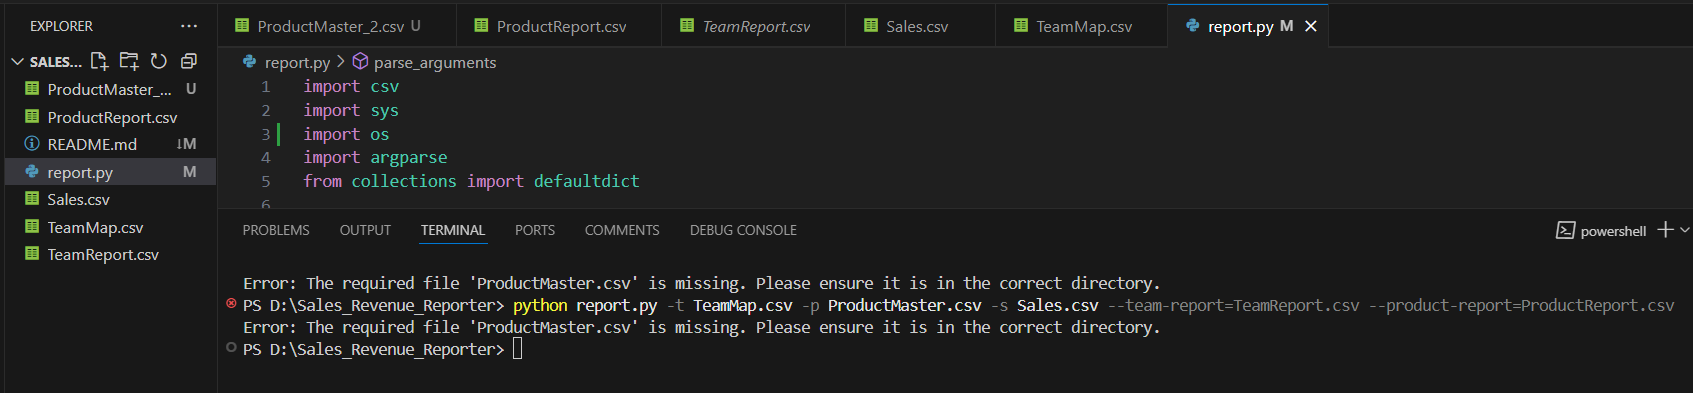 EXPLORER ...
SALES...
ProductMaster_... U
ProductReport.csv
README.md ↓M
report.py M
Sales.csv
TeamMap.csv
TeamReport.csv
ProductMaster_2.csv U ProductReport.csv TeamReport.csv Sales.csv TeamMap.csv report.py M
report.py > parse_arguments
1 import csv
2 import sys
3 import os
4 import argparse
5 from collections import defaultdict
6
PROBLEMS OUTPUT TERMINAL PORTS COMMENTS DEBUG CONSOLE powershell
Error: The required file 'ProductMaster.csv' is missing. Please ensure it is in the correct directory.
PS D:\Sales_Revenue_Reporter> python report.py -t TeamMap.csv -p ProductMaster.csv -s Sales.csv --team-report=TeamReport.csv --product-report=ProductReport.csv
Error: The required file 'ProductMaster.csv' is missing. Please ensure it is in the correct directory.
PS D:\Sales_Revenue_Reporter>